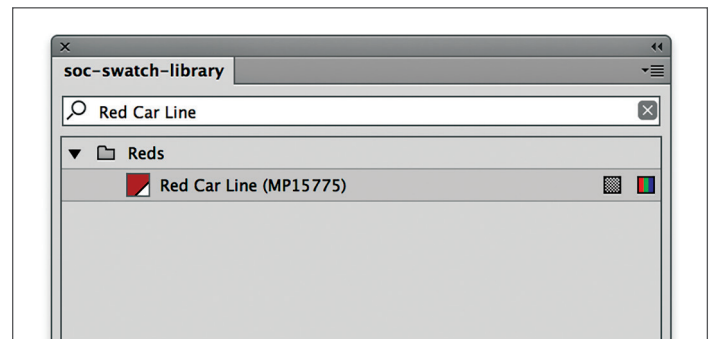 soc-swatch-library
Red Car Line
Reds
Red Car Line (MP15775)